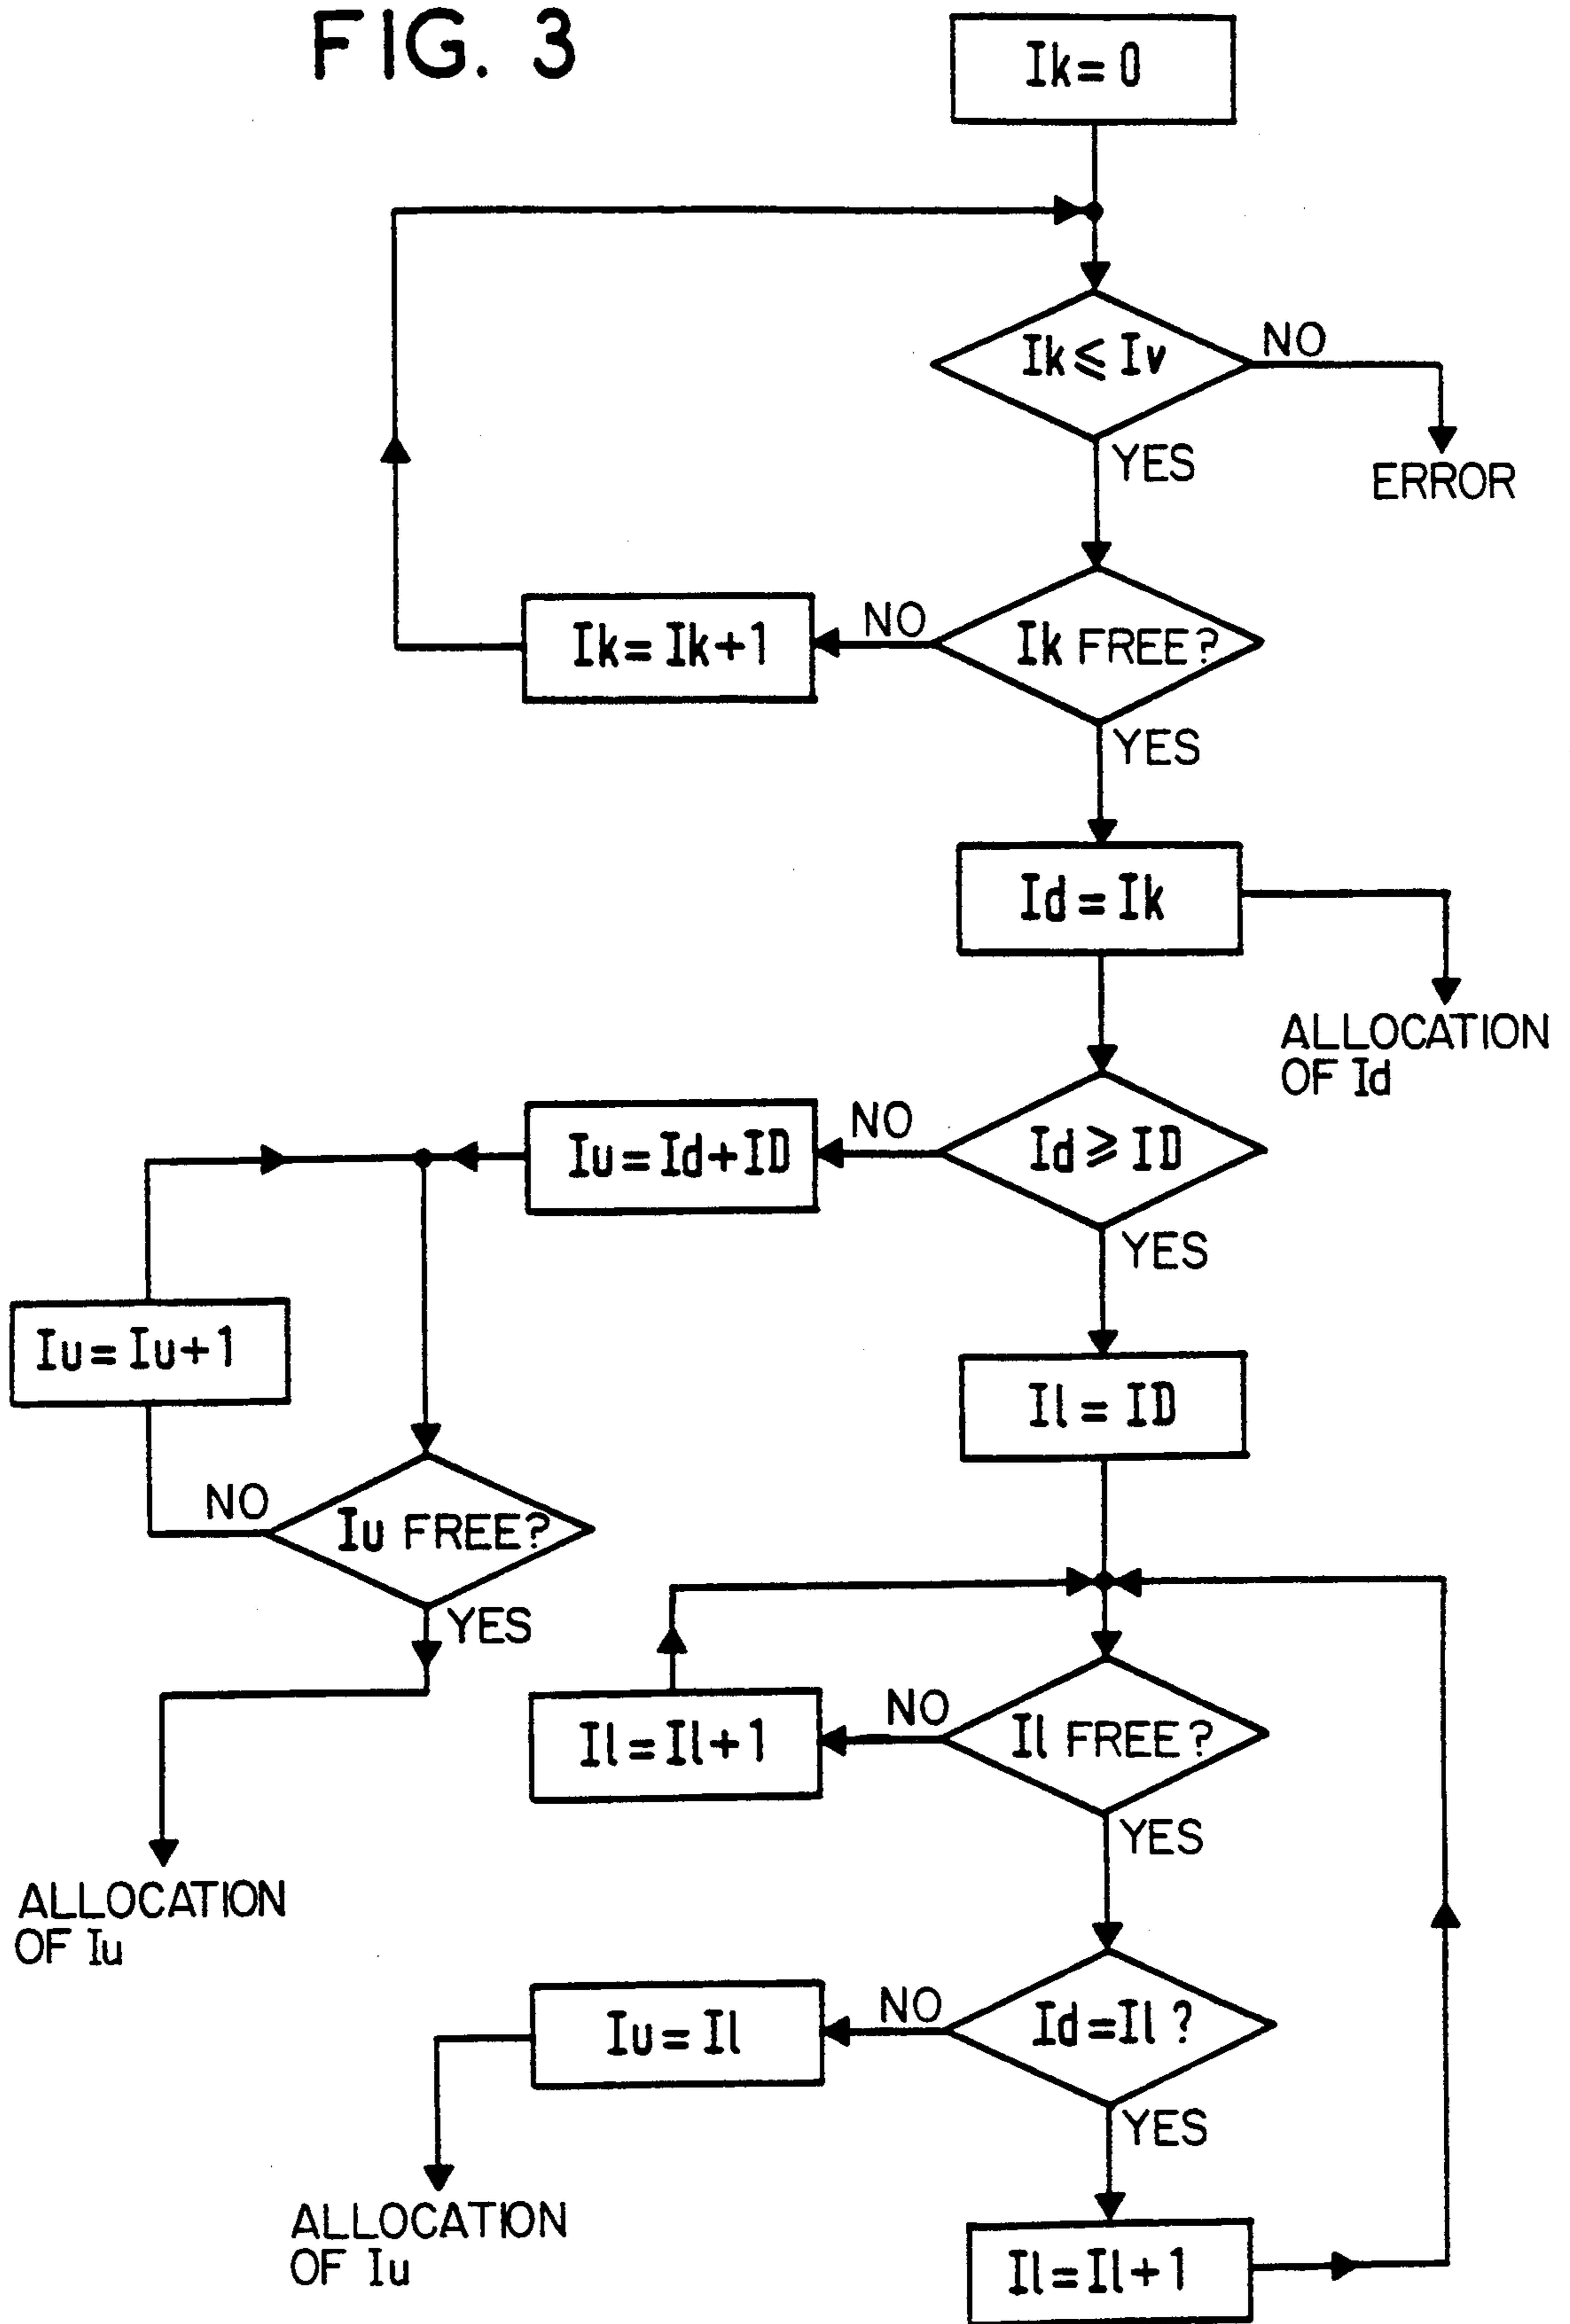 FIG. 3
Ik = 0
Ik ⩽ Iv
NO
YES
ERROR
Ik = Ik+1
NO
Ik FREE?
YES
Id = Ik
ALLOCATION
OF Id
Iu = Id+ID
NO
Id ⩾ ID
YES
Iu = Iu+1
Il = ID
NO
Iu FREE?
YES
Il = Il+1
NO
Il FREE?
YES
ALLOCATION
OF Iu
Iu = Il
NO
Id = Il ?
YES
ALLOCATION
OF Iu
Il = Il+1